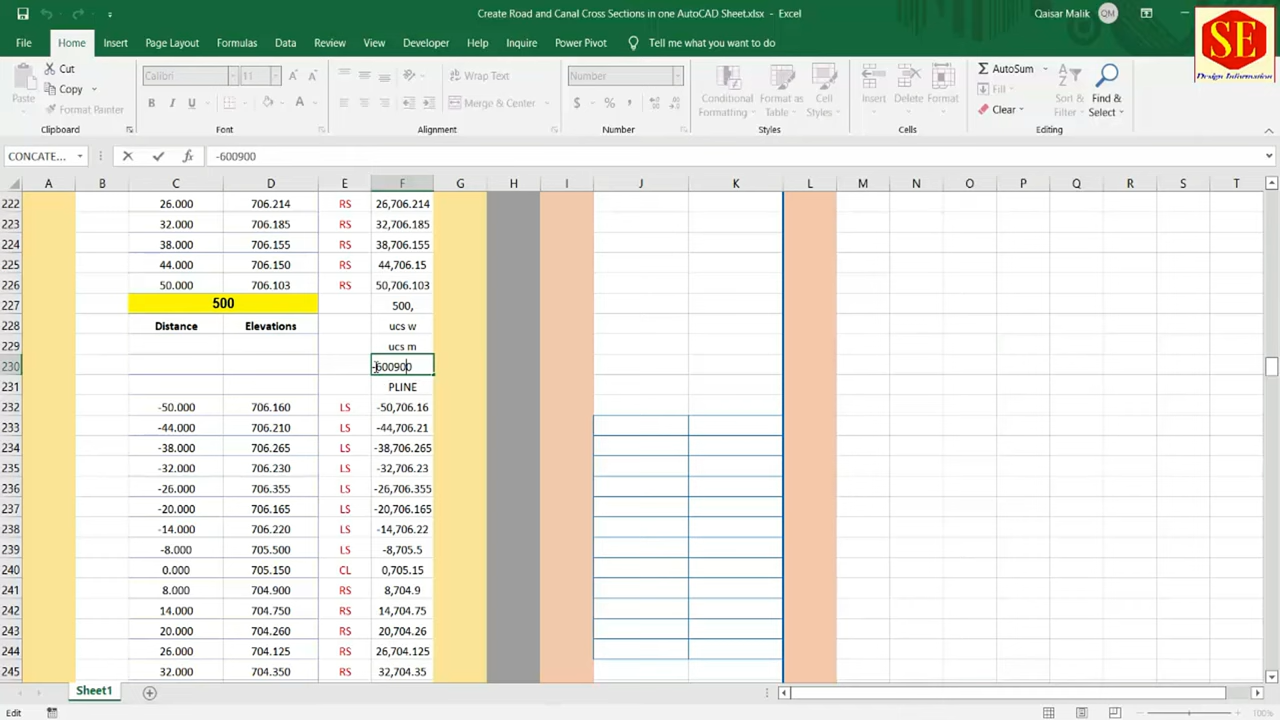 Create Road and Canal Cross Sections in one AutoCAD Sheet.xlsx - Excel
Qaisar Malik QM
SE
Design Information
File Home Insert Page Layout Formulas Data Review View Developer Help Inquire Power Pivot Tell me what you want to do
Paste
Cut
Copy
Format Painter
Clipboard
Calibri
B I U
Font
Wrap Text
Merge & Center
Alignment
Number
$ % ,
Number
Conditional Formatting
Format as Table
Cell Styles
Styles
Insert
Delete
Format
Cells
AutoSum
Fill
Clear
Sort & Filter
Find & Select
Editing
CONCATE... fx -600900
A B C D E F G H I J K L M N O P Q R S T
222 26.000 706.214 RS 26,706.214
223 32.000 706.185 RS 32,706.185
224 38.000 706.155 RS 38,706.155
225 44.000 706.150 RS 44,706.15
226 50.000 706.103 RS 50,706.103
227 500 500,
228 Distance Elevations ucs w
229 ucs m
230 -600900
231 PLINE
232 -50.000 706.160 LS -50,706.16
233 -44.000 706.210 LS -44,706.21
234 -38.000 706.265 LS -38,706.265
235 -32.000 706.230 LS -32,706.23
236 -26.000 706.355 LS -26,706.355
237 -20.000 706.165 LS -20,706.165
238 -14.000 706.220 LS -14,706.22
239 -8.000 705.500 LS -8,705.5
240 0.000 705.150 CL 0,705.15
241 8.000 704.900 RS 8,704.9
242 14.000 704.750 RS 14,704.75
243 20.000 704.260 RS 20,704.26
244 26.000 704.125 RS 26,704.125
245 32.000 704.350 RS 32,704.35
Sheet1
Edit
100%